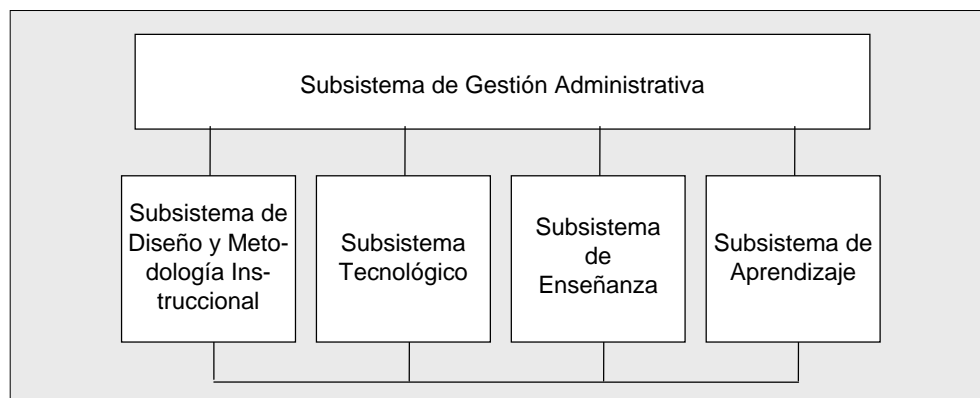 Subsistema de Gestión Administrativa
Subsistema de
Diseño y Meto-
dología Ins-
truccional
Subsistema
Tecnológico
Subsistema
de
Enseñanza
Subsistema de
Aprendizaje